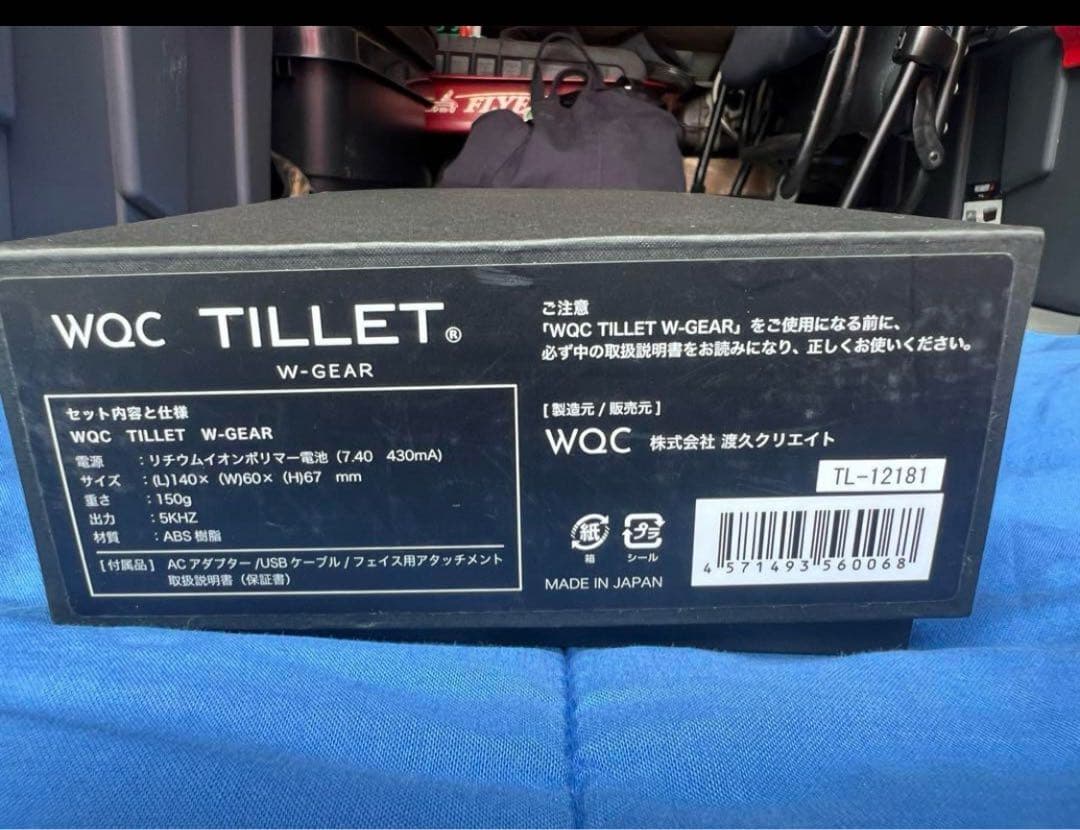 FLYE
WQC TILLET®
W-GEAR
セット内容と仕様
WQC TILLET W-GEAR
電源 : リチウムイオンポリマー電池 (7.40 430mA)
サイズ : (L)140× (W)60× (H)67 mm
重さ : 150g
出力 : 5KHZ
材質 : ABS 樹脂
[付属品] ACアダプター /USBケーブル / フェイス用アタッチメント
取扱説明書 (保証書)
ご注意
「WQC TILLET W-GEAR」をご使用になる前に、
必ず中の取扱説明書をお読みになり、正しくお使いください。
[製造元 / 販売元]
WQC 株式会社 渡久クリエイト
TL-12181
紙 プラ
箱 シール
MADE IN JAPAN
4 571493 560068